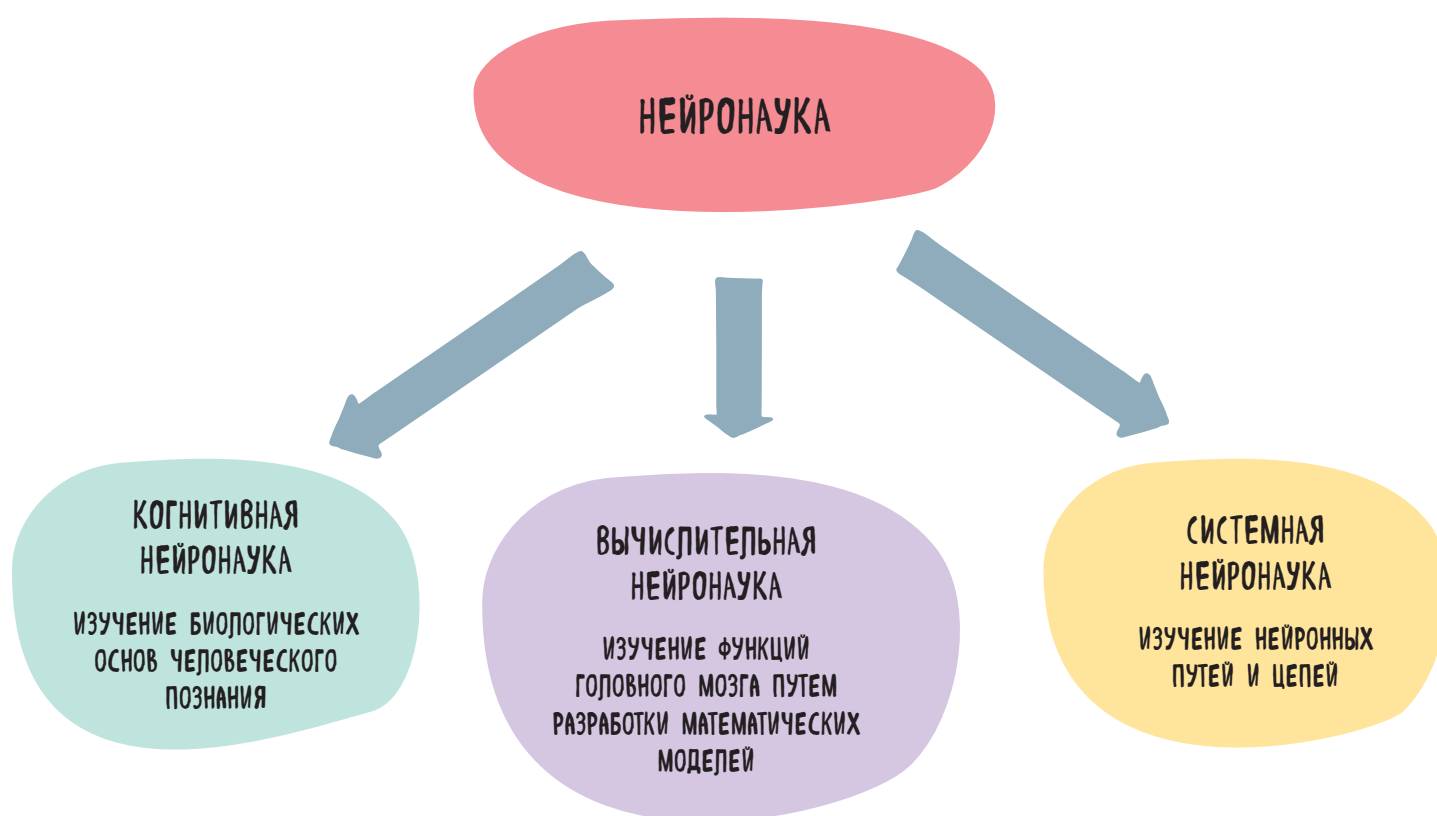 НЕЙРОНАУКА
КОГНИТИВНАЯ
НЕЙРОНАУКА
ИЗУЧЕНИЕ БИОЛОГИЧЕСКИХ
ОСНОВ ЧЕЛОВЕЧЕСКОГО
ПОЗНАНИЯ
ВЫЧИСЛИТЕЛЬНАЯ
НЕЙРОНАУКА
ИЗУЧЕНИЕ ФУНКЦИЙ
ГОЛОВНОГО МОЗГА ПУТЕМ
РАЗРАБОТКИ МАТЕМАТИЧЕСКИХ
МОДЕЛЕЙ
СИСТЕМНАЯ
НЕЙРОНАУКА
ИЗУЧЕНИЕ НЕЙРОННЫХ
ПУТЕЙ И ЦЕПЕЙ